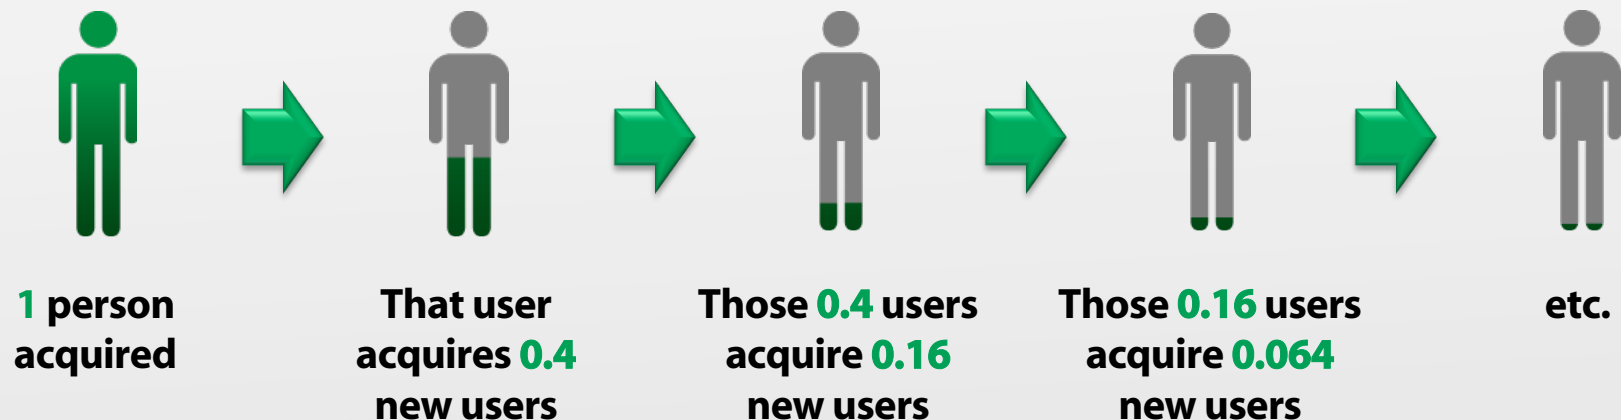 1 person
acquired
That user
acquires 0.4
new users
Those 0.4 users
acquire 0.16
new users
Those 0.16 users
acquire 0.064
new users
etc.